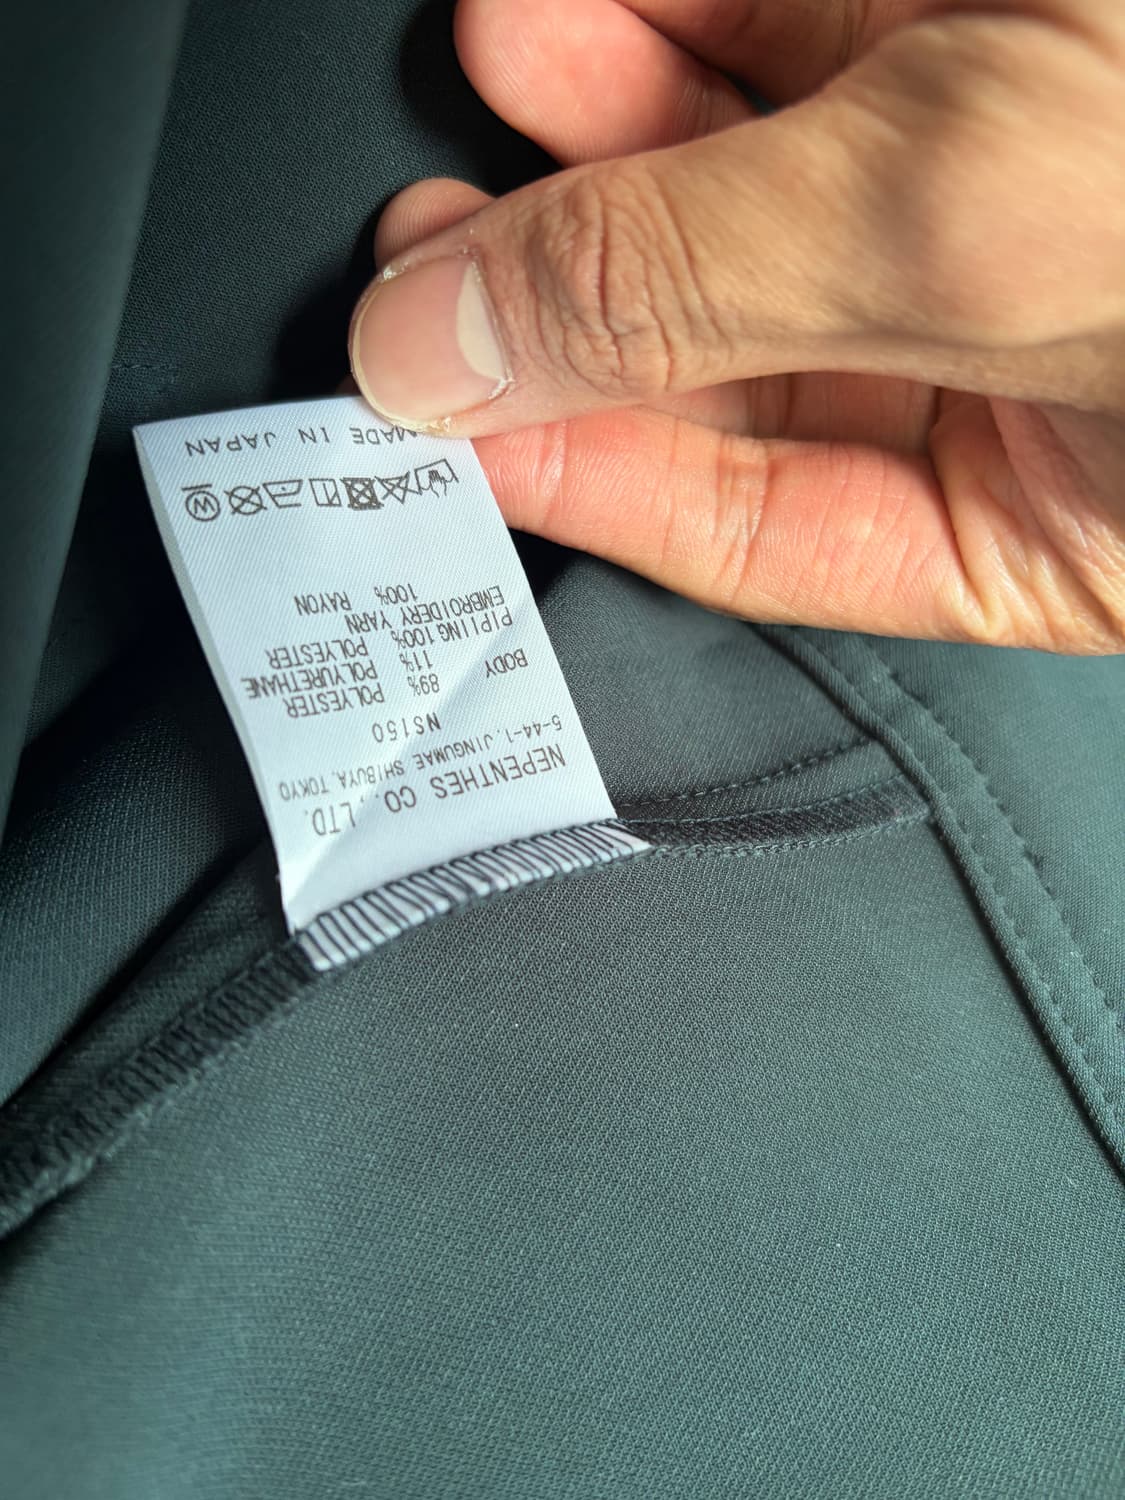 NEPENTHES CO.,LTD.
5-44-1, JINGUMAE SHIBUYA, TOKYO
NS150
BODY 89% POLYESTER
11% POLYURETHANE
PIPIING 100% POLYESTER
EMBROIDERY YARN
100% RAYON
MADE IN JAPAN